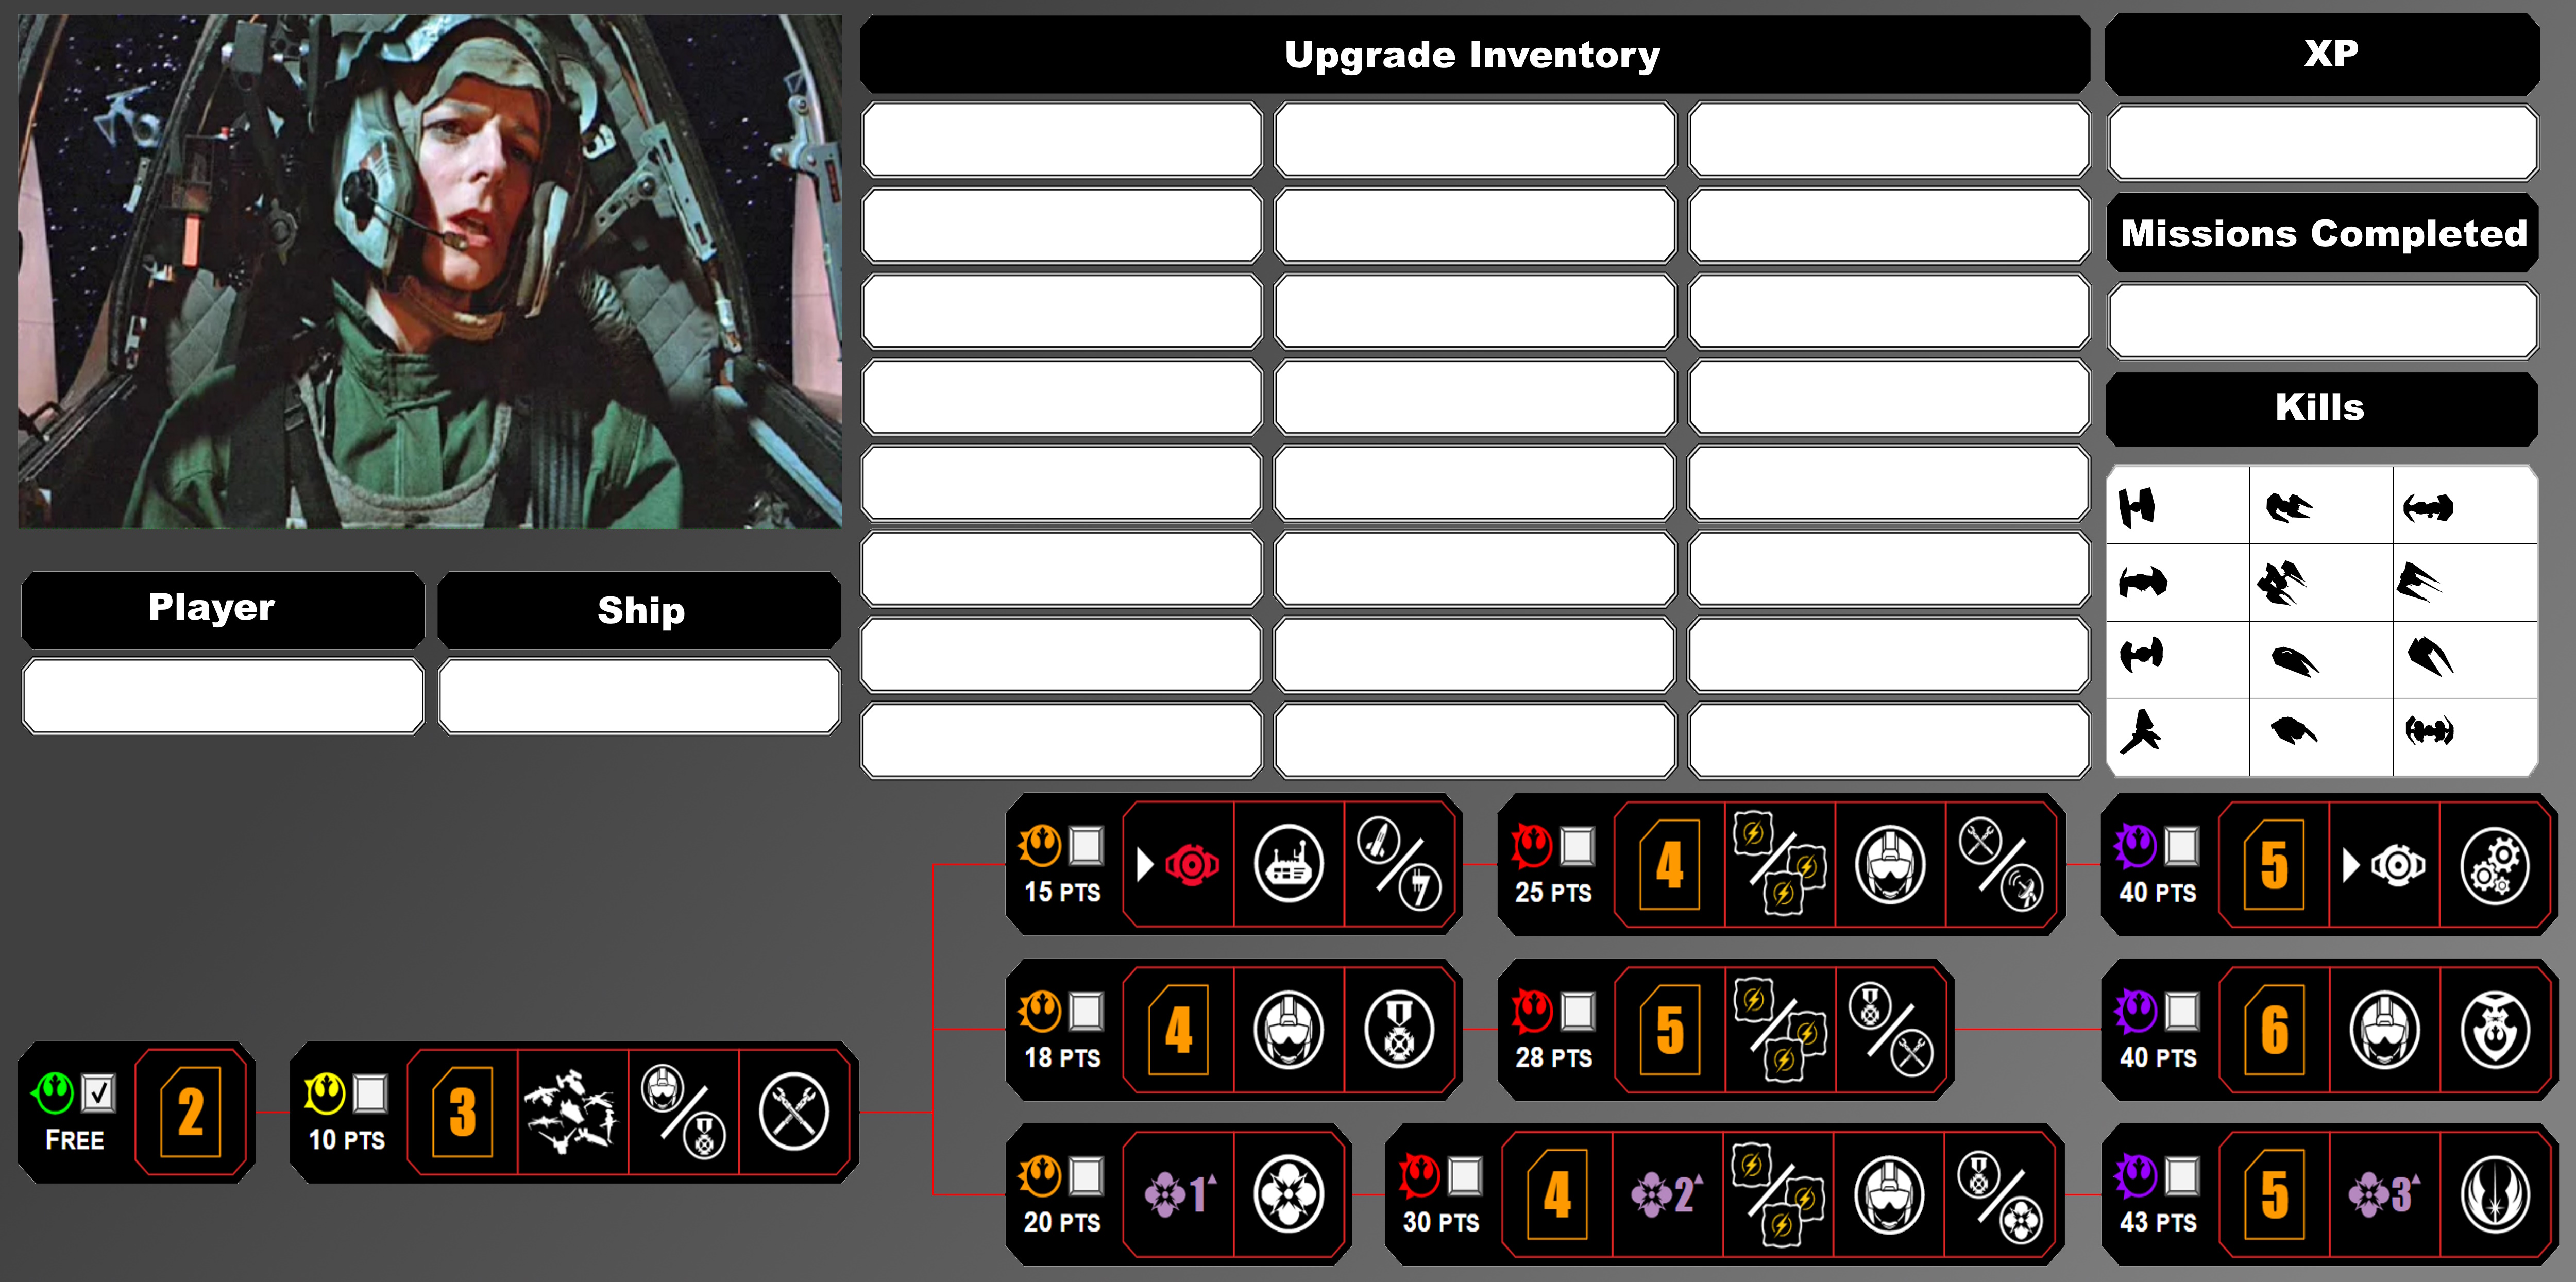 Upgrade Inventory
XP
Missions Completed
Kills
Player
Ship
15 PTS
25 PTS
4
40 PTS
5
18 PTS
4
28 PTS
5
40 PTS
6
FREE
2
10 PTS
3
20 PTS
1
30 PTS
4
2
43 PTS
5
3